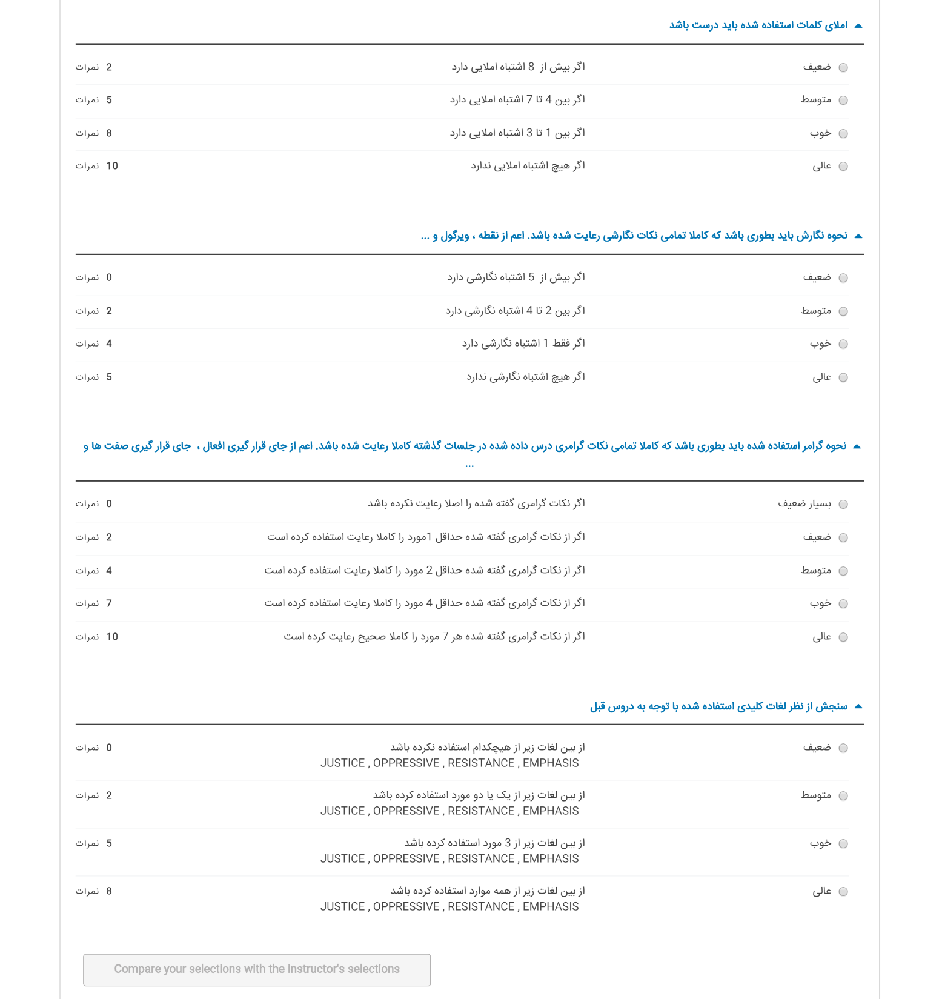 املای کلمات استفاده شده باید درست باشد
ضعیف اگر بیش از 8 اشتباه املایی دارد 2 نمرات
متوسط اگر بین 4 تا 7 اشتباه املایی دارد 5 نمرات
خوب اگر بین 1 تا 3 اشتباه املایی دارد 8 نمرات
عالی اگر هیچ اشتباه املایی ندارد 10 نمرات
نحوه نگارش باید بطوری باشد که کاملا تمامی نکات نگارشی رعایت شده باشد. اعم از نقطه ، ویرگول و ...
ضعیف اگر بیش از 5 اشتباه نگارشی دارد 0 نمرات
متوسط اگر بین 2 تا 4 اشتباه نگارشی دارد 2 نمرات
خوب اگر فقط 1 اشتباه نگارشی دارد 4 نمرات
عالی اگر هیچ اشتباه نگارشی ندارد 5 نمرات
نحوه گرامر استفاده شده باید بطوری باشد که کاملا تمامی نکات گرامری درس داده شده در جلسات گذشته کاملا رعایت شده باشد. اعم از جای قرار گیری افعال ، جای قرار گیری صفت ها و
...
بسیار ضعیف اگر نکات گرامری گفته شده را اصلا رعایت نکرده باشد 0 نمرات
ضعیف اگر از نکات گرامری گفته شده حداقل 1مورد را کاملا رعایت استفاده کرده است 2 نمرات
متوسط اگر از نکات گرامری گفته شده حداقل 2 مورد را کاملا رعایت استفاده کرده است 4 نمرات
خوب اگر از نکات گرامری گفته شده حداقل 4 مورد را کاملا رعایت استفاده کرده است 7 نمرات
عالی اگر از نکات گرامری گفته شده هر 7 مورد را کاملا صحیح رعایت کرده است 10 نمرات
سنجش از نظر لغات کلیدی استفاده شده با توجه به دروس قبل
ضعیف از بین لغات زیر از هیچکدام استفاده نکرده باشد 0 نمرات
JUSTICE , OPPRESSIVE , RESISTANCE , EMPHASIS
متوسط از بین لغات زیر از یک یا دو مورد استفاده کرده باشد 2 نمرات
JUSTICE , OPPRESSIVE , RESISTANCE , EMPHASIS
خوب از بین لغات زیر از 3 مورد استفاده کرده باشد 5 نمرات
JUSTICE , OPPRESSIVE , RESISTANCE , EMPHASIS
عالی از بین لغات زیر از همه موارد استفاده کرده باشد 8 نمرات
JUSTICE , OPPRESSIVE , RESISTANCE , EMPHASIS
Compare your selections with the instructor's selections